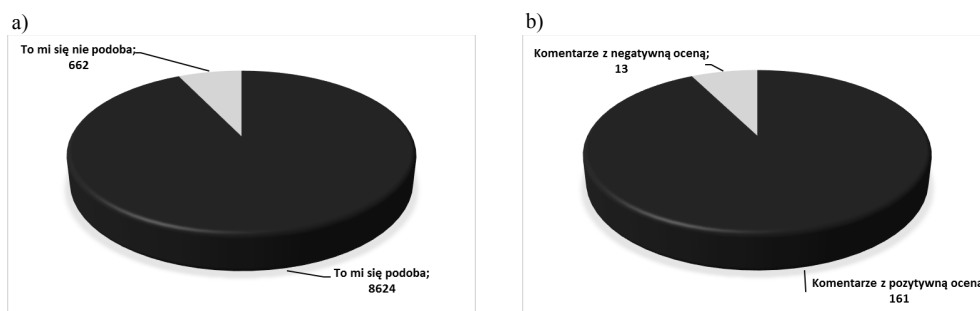 a)
To mi się nie podoba;
662
To mi się podoba;
8624
b)
Komentarze z negatywną oceną;
13
Komentarze z pozytywną oceną
161